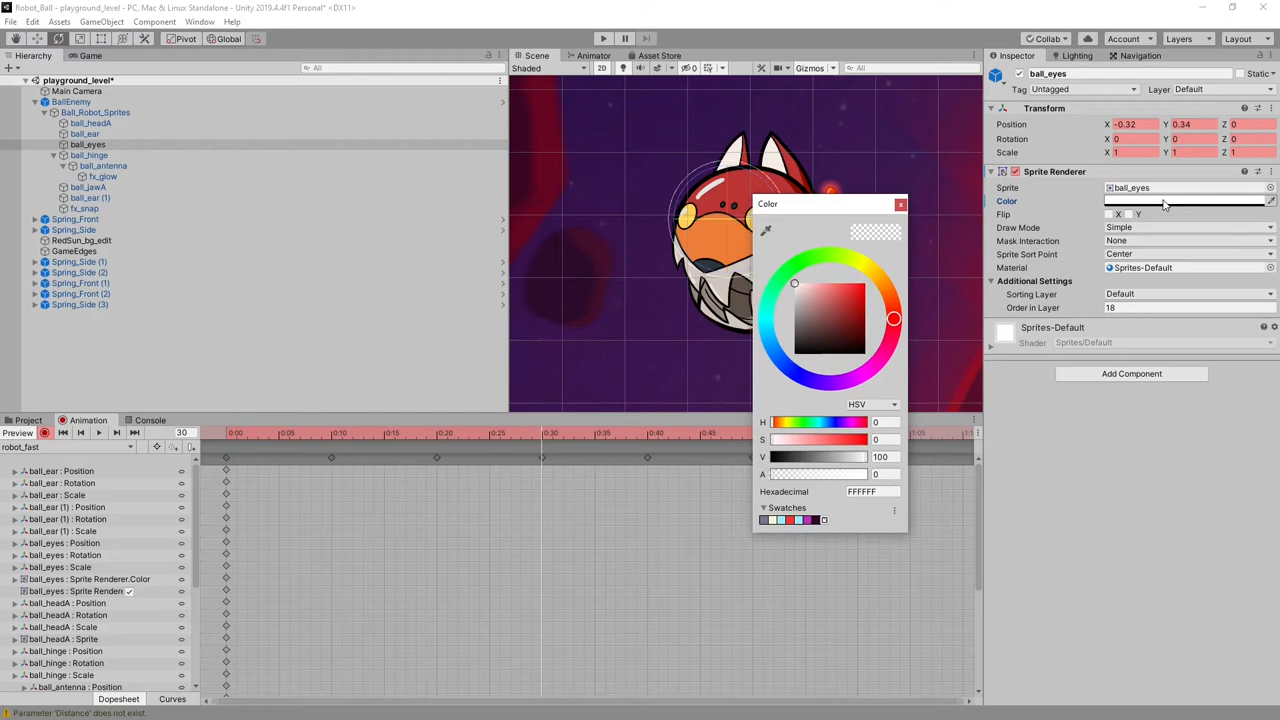 Robot_Ball - playground_level - PC, Mac & Linux Standalone - Unity 2019.4.4f1 Personal* <DX11>
File Edit Assets GameObject Component Window Help
Pivot Global Collab Account Layers Layout
Hierarchy Game
Scene Animator Asset Store
Inspector Lighting Navigation
All
Shaded 2D 0 Gizmos All
playground_level*
Main Camera
BallEnemy
Ball_Robot_Sprites
ball_headA
ball_ear
ball_eyes
ball_hinge
ball_antenna
fx_glow
ball_jawA
ball_ear (1)
fx_snap
Spring_Front
Spring_Side
RedSun_bg_edit
GameEdges
Spring_Side (1)
Spring_Side (2)
Spring_Front (1)
Spring_Front (2)
Spring_Side (3)
ball_eyes Static
Tag Untagged Layer Default
Transform
Position X -0.32 Y 0.34 Z 0
Rotation X 0 Y 0 Z 0
Scale X 1 Y 1 Z 1
Sprite Renderer
Sprite ball_eyes
Color
Flip X Y
Draw Mode Simple
Mask Interaction None
Sprite Sort Point Center
Material Sprites-Default
Additional Settings
Sorting Layer Default
Order in Layer 18
Sprites-Default
Shader Sprites/Default
Add Component
Color
HSV
H 0
S 0
V 100
A 0
Hexadecimal FFFFFF
Swatches
Project Animation Console
Preview 30 0:00 0:05 0:10 0:15 0:20 0:25 0:30 0:35 0:40 0:45
robot_fast
ball_ear : Position
ball_ear : Rotation
ball_ear : Scale
ball_ear (1) : Position
ball_ear (1) : Rotation
ball_ear (1) : Scale
ball_eyes : Position
ball_eyes : Rotation
ball_eyes : Scale
ball_eyes : Sprite Renderer.Color
ball_eyes : Sprite Render
ball_headA : Position
ball_headA : Rotation
ball_headA : Scale
ball_headA : Sprite
ball_hinge : Position
ball_hinge : Rotation
ball_hinge : Scale
ball_antenna : Position
Dopesheet Curves
Parameter 'Distance' does not exist.